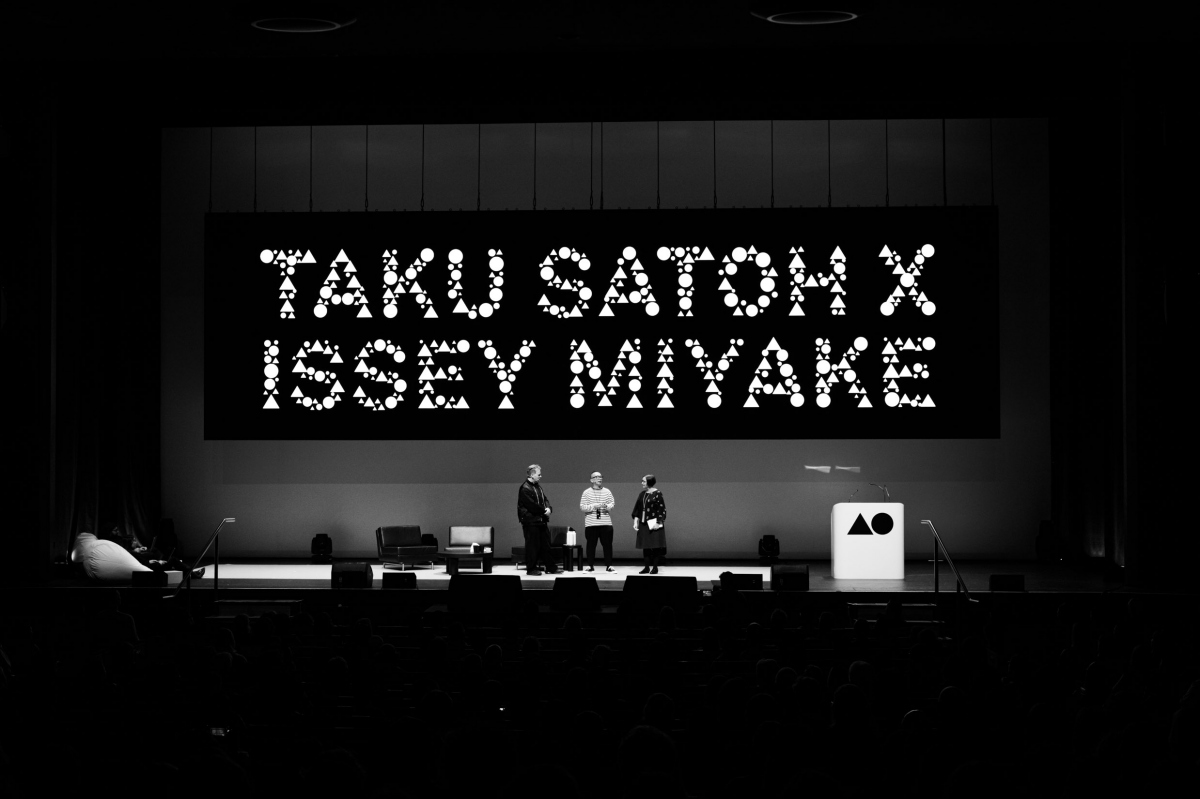 TAKU SATOH X
ISSEY MIYAKE